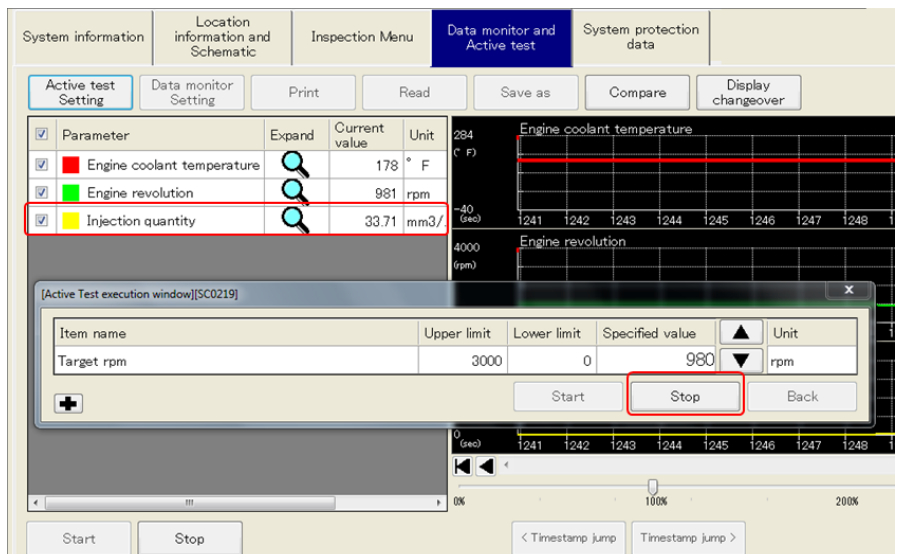 System information
Location
information and
Schematic
Inspection Menu
Data monitor and
Active test
System protection
data
Active test
Setting
Data monitor
Setting
Print
Read
Save as
Compare
Display
changeover
Parameter
Expand
Current
value
Unit
Engine coolant temperature
178
° F
Engine revolution
981
rpm
Injection quantity
33.71
mm3/.
284
(° F)
Engine coolant temperature
-40
(sec)
1241 1242 1243 1244 1245 1246 1247 1248 1
4000
(rpm)
Engine revolution
[Active Test execution window][SC0219]
x
Item name
Upper limit
Lower limit
Specified value
▲
Unit
Target rpm
3000
0
980
▼
rpm
Start
Stop
Back
0
(sec)
1241 1242 1243 1244 1245 1246 1247 1248 1
0%
100%
200%
Start
Stop
< Timestamp jump
Timestamp jump >